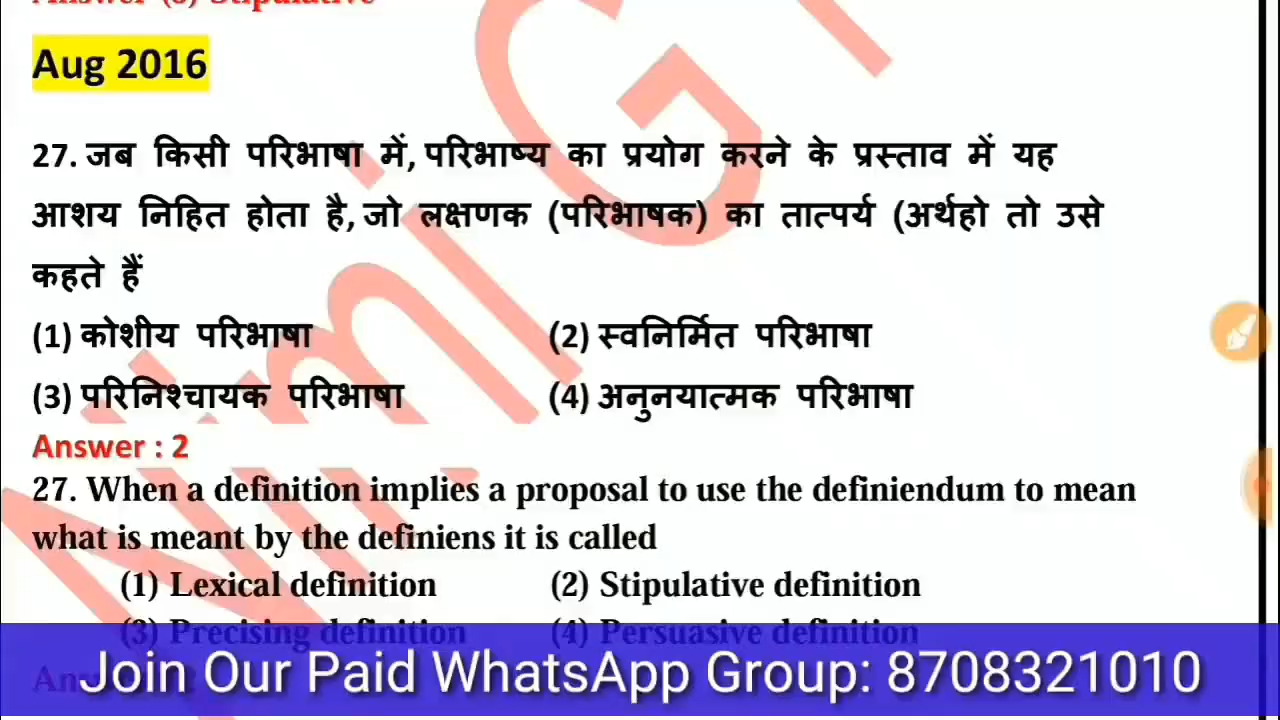 Answer (3) Stipulative
Aug 2016
27. जब किसी परिभाषा में, परिभाष्य का प्रयोग करने के प्रस्ताव में यह
आशय निहित होता है, जो लक्षणक (परिभाषक) का तात्पर्य (अर्थहो तो उसे
कहते हैं
(1) कोशीय परिभाषा (2) स्वनिर्मित परिभाषा
(3) परिनिश्चायक परिभाषा (4) अनुनयात्मक परिभाषा
Answer : 2
27. When a definition implies a proposal to use the definiendum to mean
what is meant by the definiens it is called
(1) Lexical definition (2) Stipulative definition
(3) Precising definition (4) Persuasive definition
Join Our Paid WhatsApp Group: 8708321010